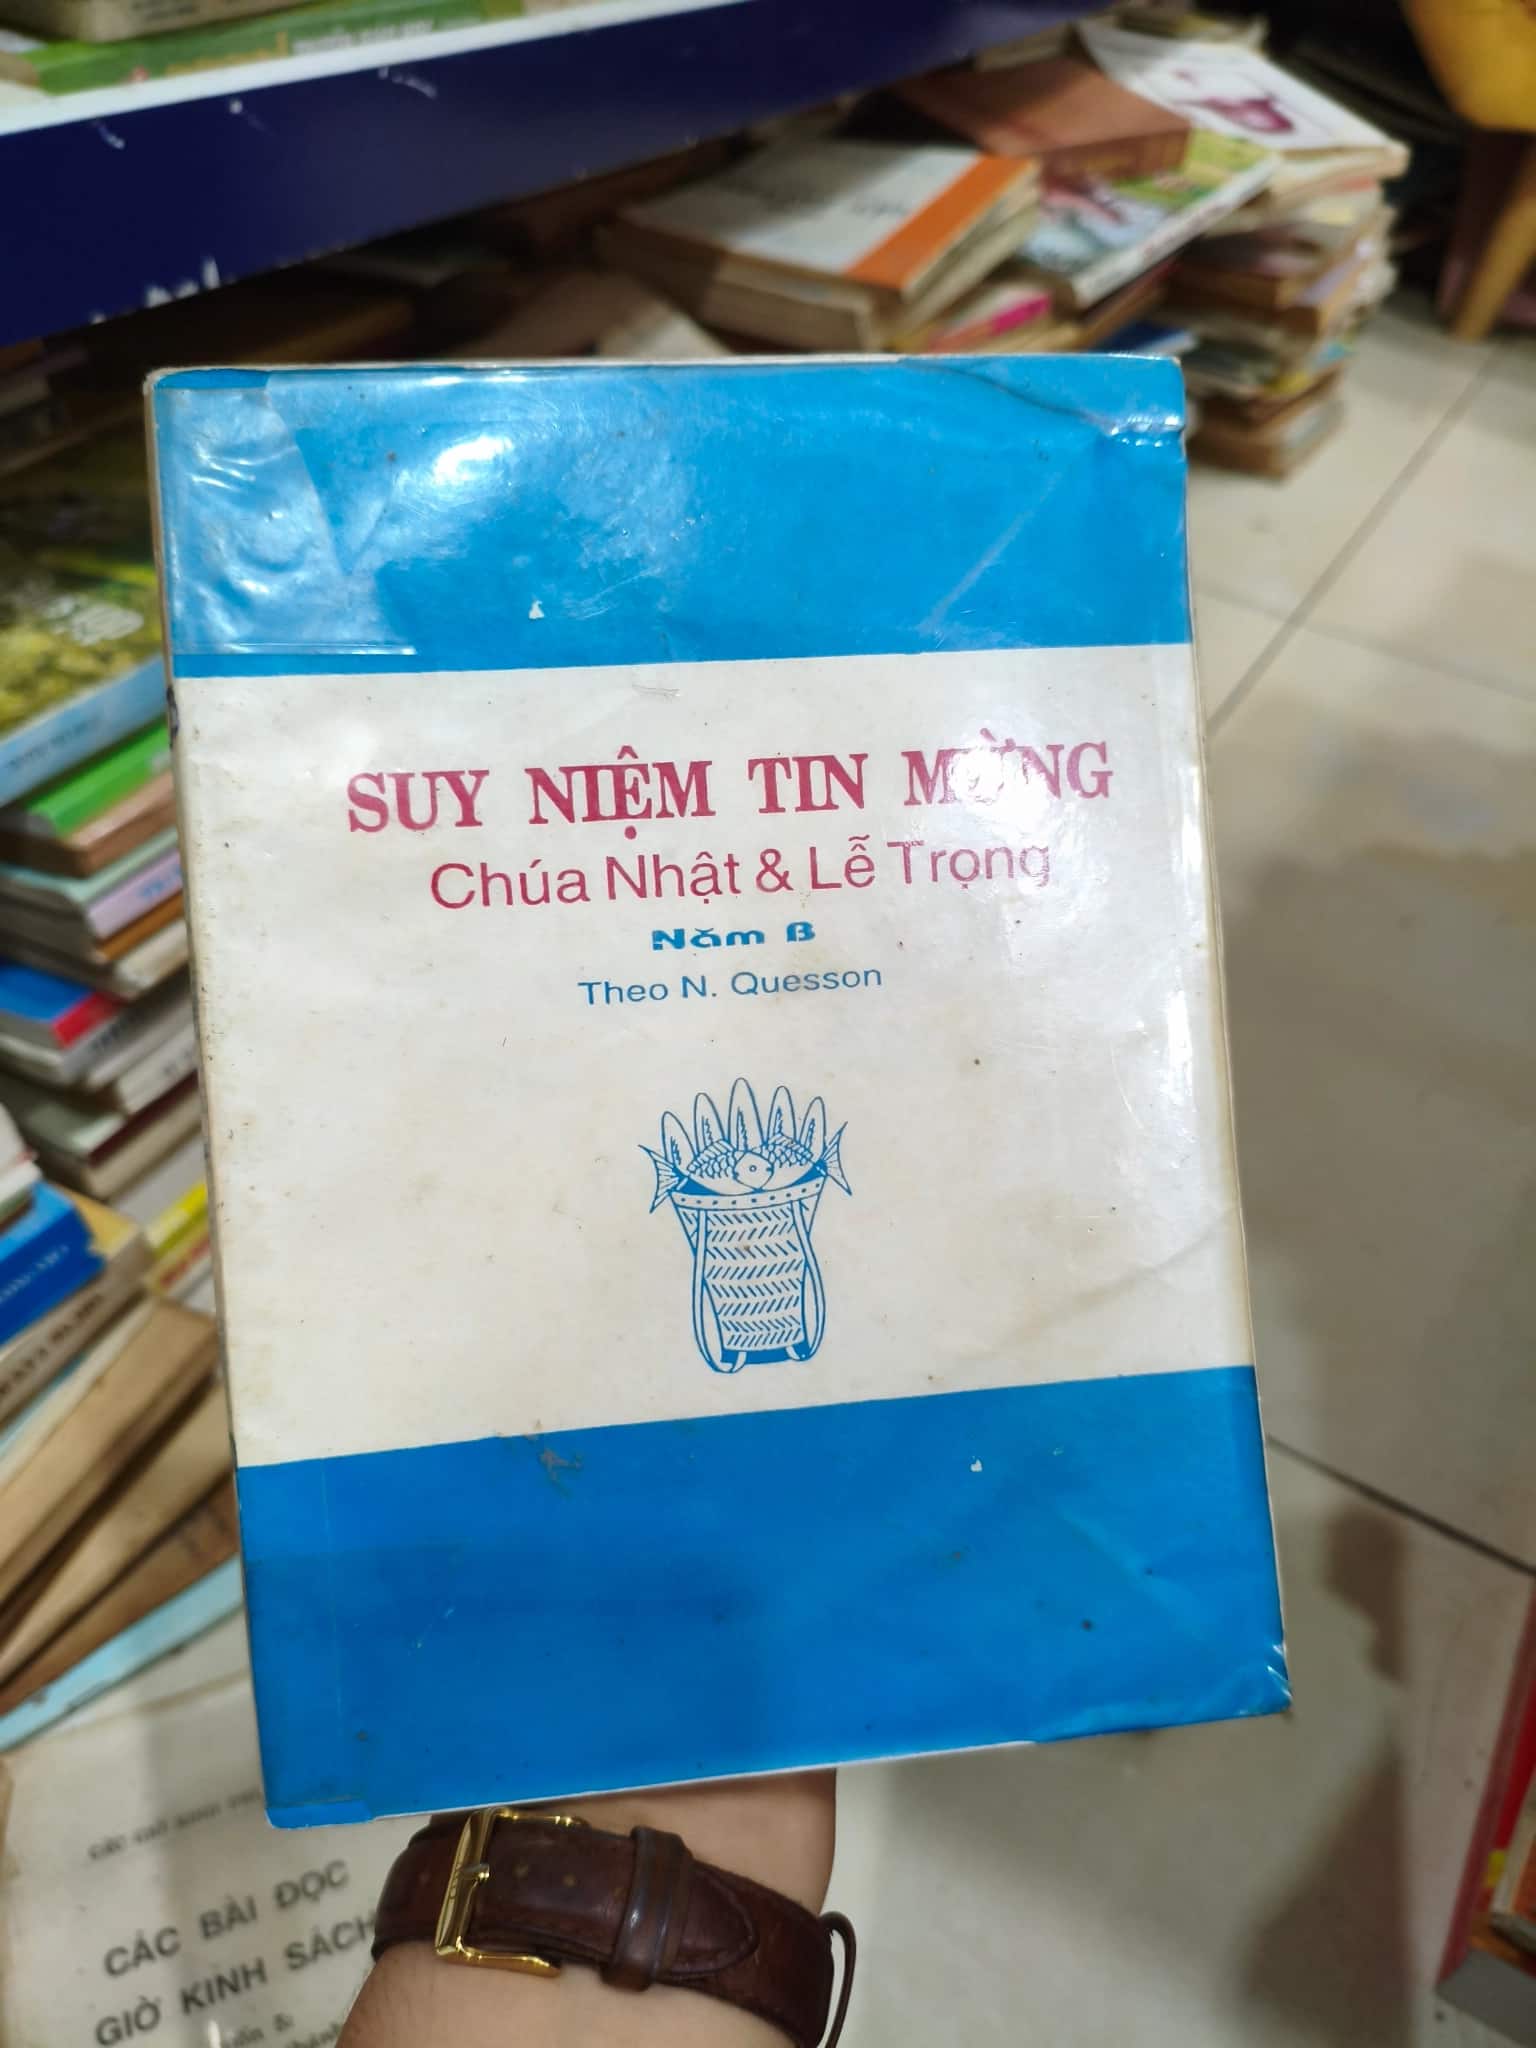 SUY NIỆM TIN MỪNG
Chúa Nhật & Lễ Trọng
Năm B
Theo N. Quesson
CÁC BÀI ĐỌC
GIỜ KINH SÁCH